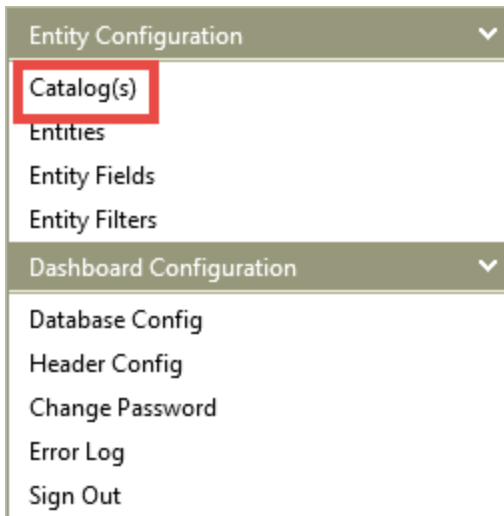 Entity Configuration
Catalog(s)
Entities
Entity Fields
Entity Filters
Dashboard Configuration
Database Config
Header Config
Change Password
Error Log
Sign Out